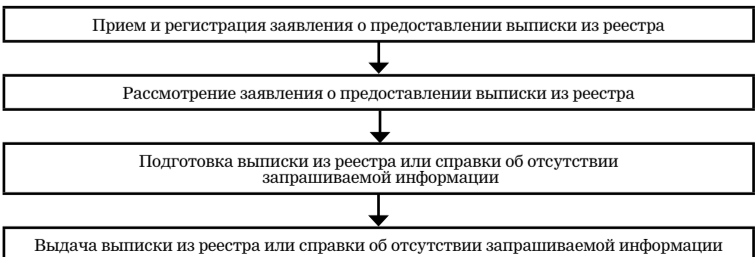 Прием и регистрация заявления о предоставлении выписки из реестра
Рассмотрение заявления о предоставлении выписки из реестра
Подготовка выписки из реестра или справки об отсутствии
запрашиваемой информации
Выдача выписки из реестра или справки об отсутствии запрашиваемой информации